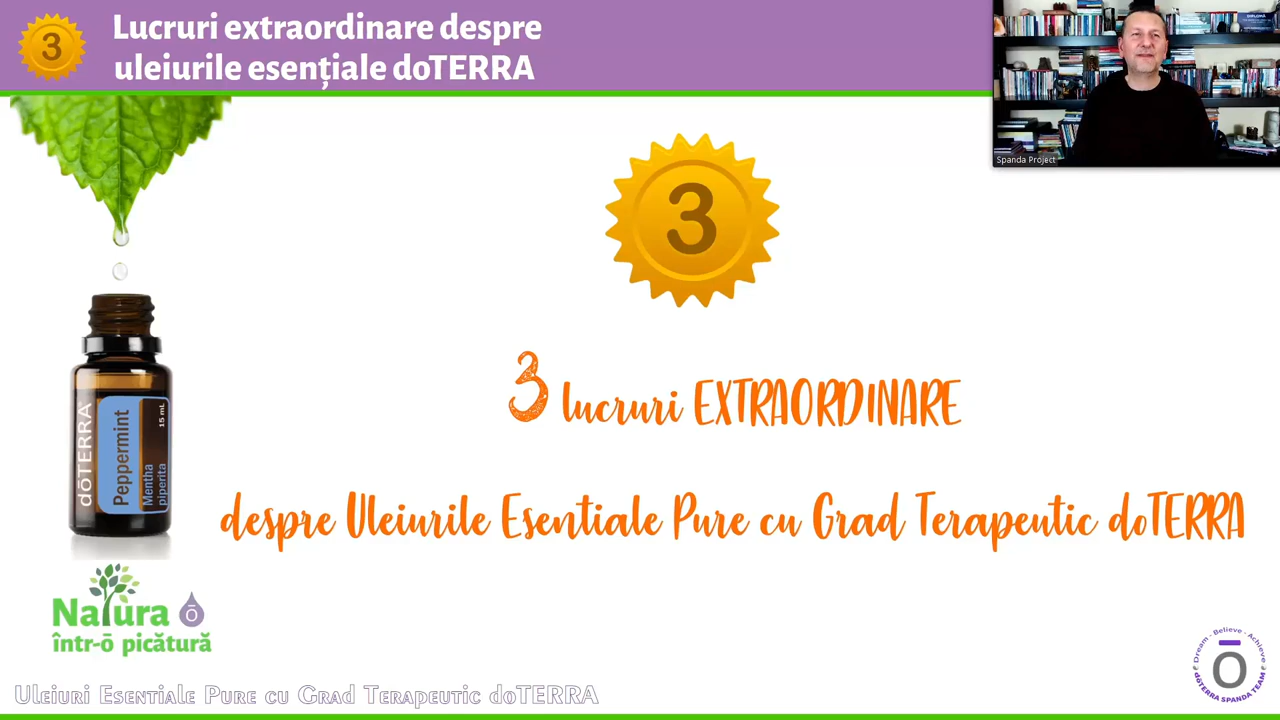 3
Lucruri extraordinare despre
uleiurile esențiale doTERRA
Spanda Project
3
3 lucruri EXTRAORDINARE
despre Uleiurile Esentiale Pure cu Grad Terapeutic doTERRA
dōTERRA
Peppermint
Mentha
piperita
15 mL
Natura ō
într-ō picătură
Dream - Believe - Achieve
Ō
dōTERRA SPANDA TEAM
Uleiuri Esentiale Pure cu Grad Terapeutic doTERRA